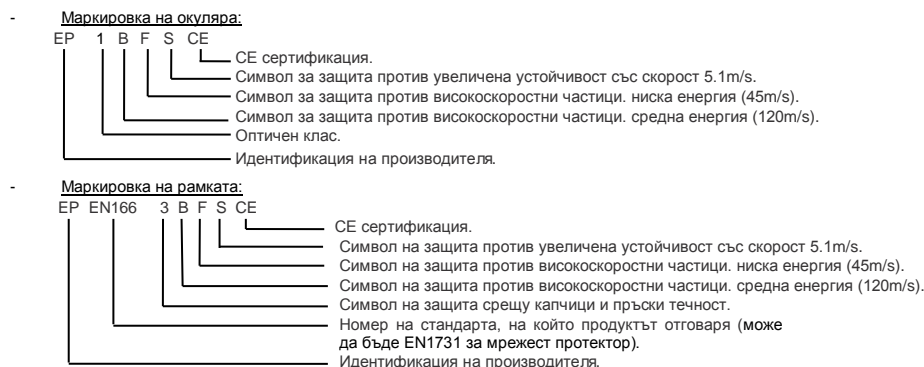 - Маркировка на окуляра:
EP 1 B F S CE
CE сертификация.
Символ за защита против увеличена устойчивост със скорост 5.1m/s.
Символ за защита против високоскоростни частици. ниска енергия (45m/s).
Символ за защита против високоскоростни частици. средна енергия (120m/s).
Оптичен клас.
Идентификация на производителя.
- Маркировка на рамката:
EP EN166 3 B F S CE
CE сертификация.
Символ на защита против увеличена устойчивост със скорост 5.1m/s.
Символ на защита против високоскоростни частици. ниска енергия (45m/s).
Символ на защита против високоскоростни частици. средна енергия (120m/s).
Символ на защита срещу капчици и пръски течност.
Номер на стандарта, на който продуктът отговаря (може
да бъде EN1731 за мрежест протектор).
Идентификация на производителя.